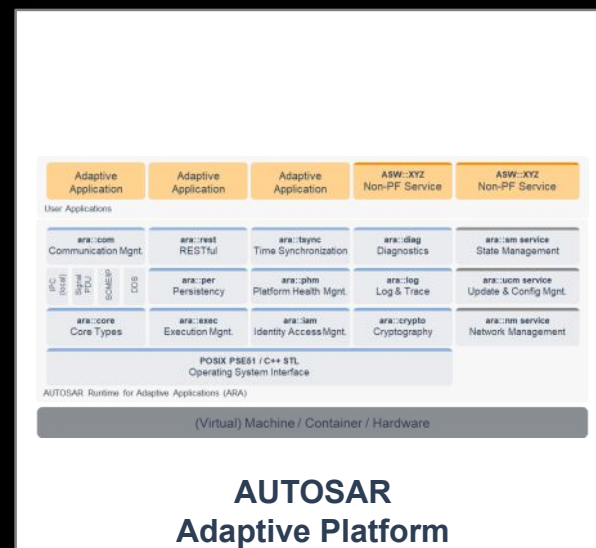 Adaptive
Application
Adaptive
Application
Adaptive
Application
ASW::XYZ
Non-PF Service
ASW::XYZ
Non-PF Service
User Applications
ara::com
Communication Mgnt.
ara::rest
RESTful
ara::tsync
Time Synchronization
ara::diag
Diagnostics
ara::sm service
State Management
IPC
(local)
Signal
PDU
SOME/IP
DDS
ara::per
Persistency
ara::phm
Platform Health Mgnt.
ara::log
Log & Trace
ara::ucm service
Update & Config Mgnt.
ara::core
Core Types
ara::exec
Execution Mgnt.
ara::iam
Identity Access Mgnt.
ara::crypto
Cryptography
ara::nm service
Network Management
POSIX PSE51 / C++ STL
Operating System Interface
AUTOSAR Runtime for Adaptive Applications (ARA)
(Virtual) Machine / Container / Hardware
AUTOSAR
Adaptive Platform